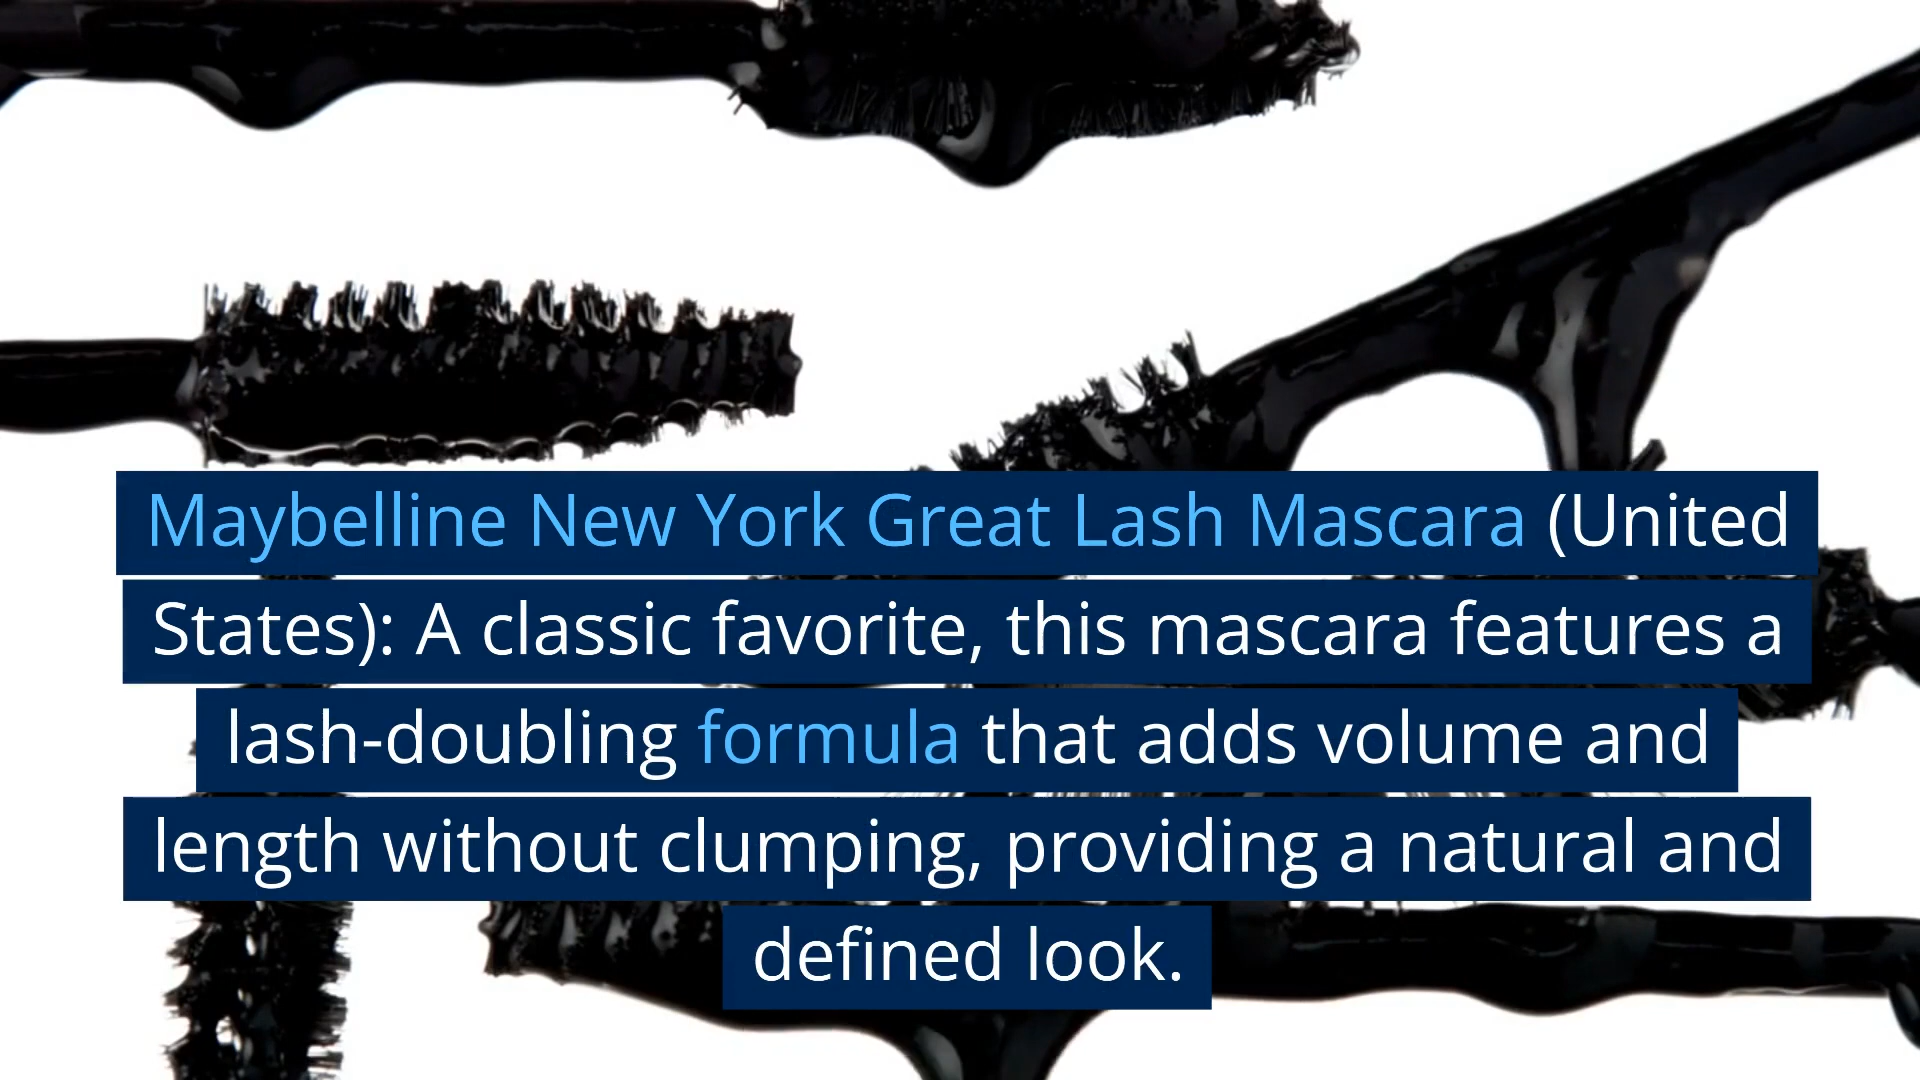 Maybelline New York Great Lash Mascara (United
States): A classic favorite, this mascara features a
lash-doubling formula that adds volume and
length without clumping, providing a natural and
defined look.